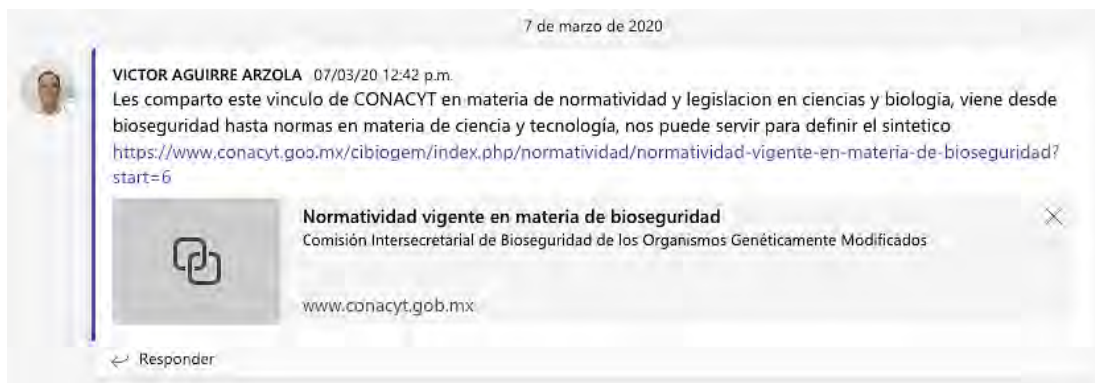 7 de marzo de 2020
VICTOR AGUIRRE ARZOLA 07/03/20 12:42 p.m.
Les comparto este vinculo de CONACYT en materia de normatividad y legislacion en ciencias y biologia, viene desde
bioseguridad hasta normas en materia de ciencia y tecnología, nos puede servir para definir el sintetico
https://www.conacyt.gob.mx/cibiogem/index.php/normatividad/normatividad-vigente-en-materia-de-bioseguridad?
start=6
Normatividad vigente en materia de bioseguridad
Comisión Intersecretarial de Bioseguridad de los Organismos Genéticamente Modificados
www.conacyt.gob.mx
Responder